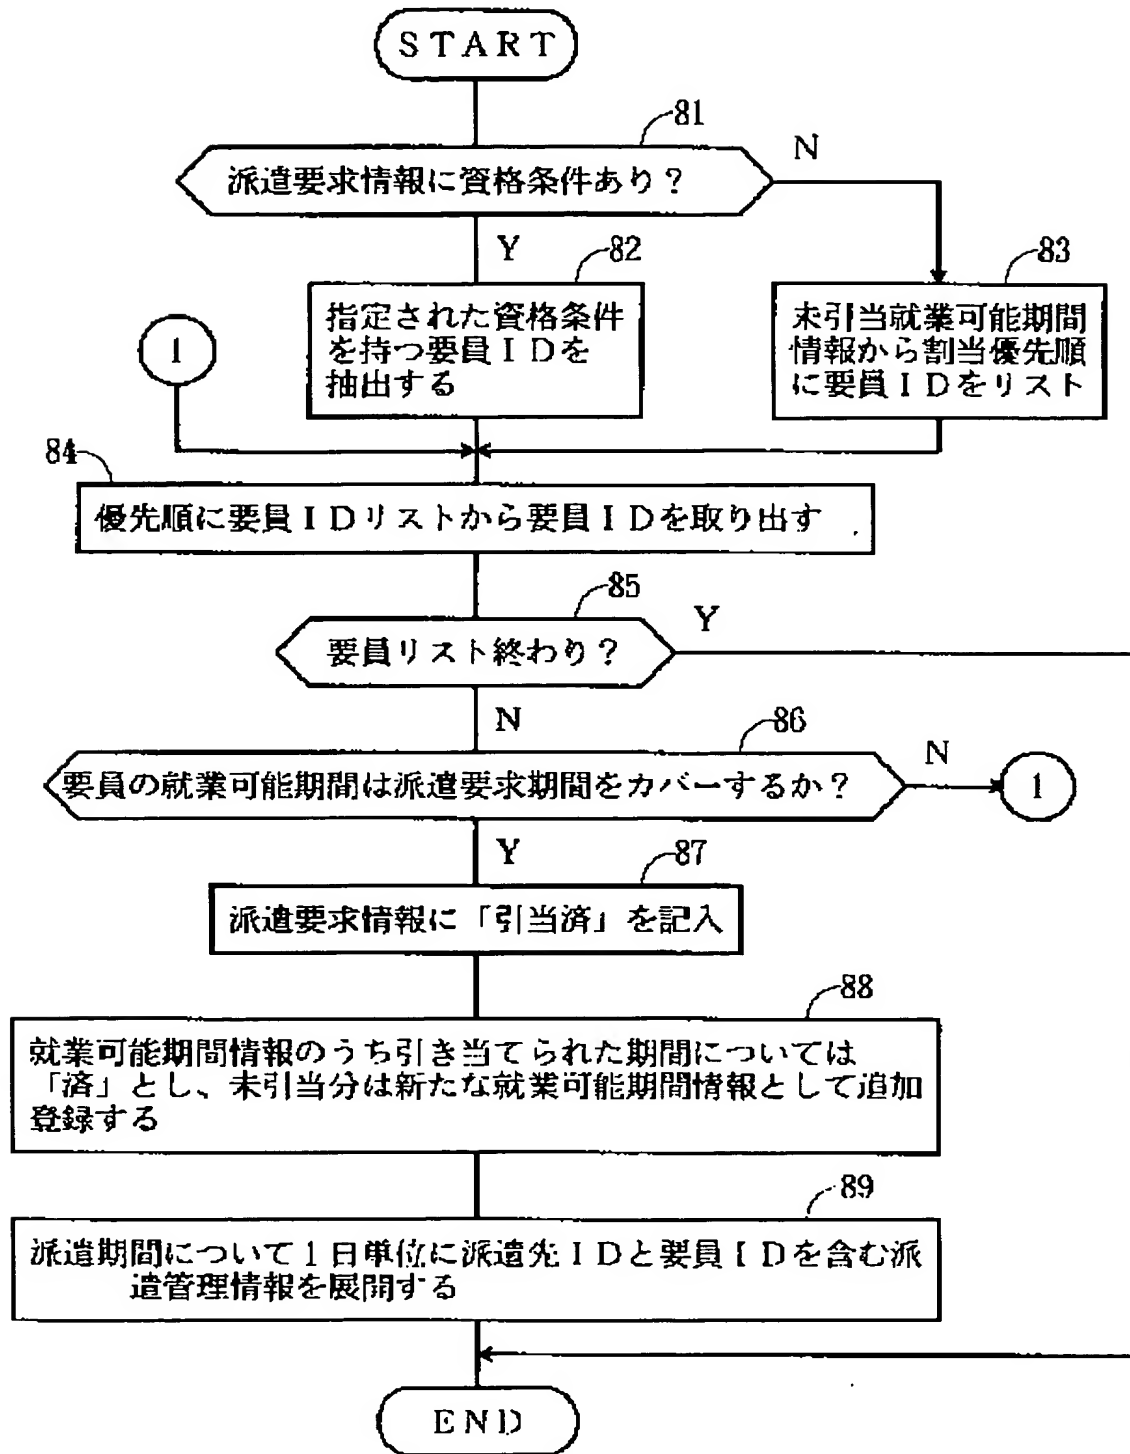 START
81
派遣要求情報に資格条件あり?
N
Y
82
指定された資格条件
を持つ要員IDを
抽出する
83
未引当就業可能期間
情報から割当優先順
に要員IDをリスト
1
84
優先順に要員IDリストから要員IDを取り出す
85
要員リスト終わり?
Y
N
86
要員の就業可能期間は派遣要求期間をカバーするか?
N
1
Y
87
派遣要求情報に「引当済」を記入
88
就業可能期間情報のうち引き当てられた期間については
「済」とし、未引当分は新たな就業可能期間情報として追加
登録する
89
派遣期間について1日単位に派遣先IDと要員IDを含む派
遣管理情報を展開する
END